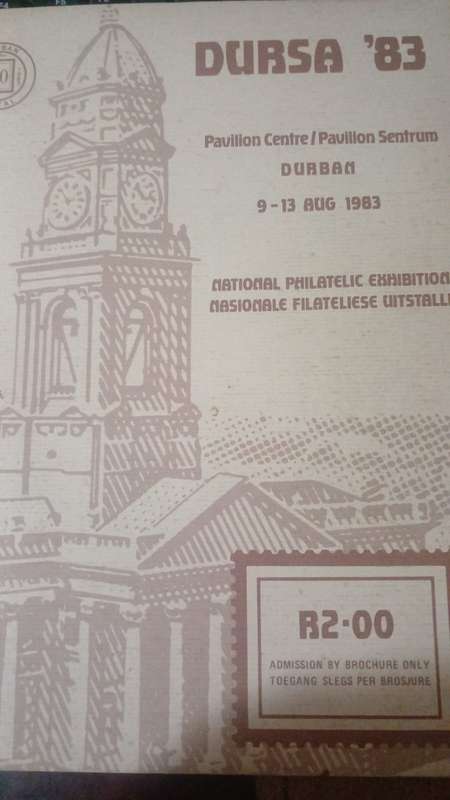 DURSA '83
Pavilion Centre / Pavilion Sentrum
DURBAN
9-13 AUG 1983
NATIONAL PHILATELIC EXHIBITION
NASIONALE FILATELIESE UITSTALL
R2·00
ADMISSION BY BROCHURE ONLY
TOEGANG SLEGS PER BROSJURE